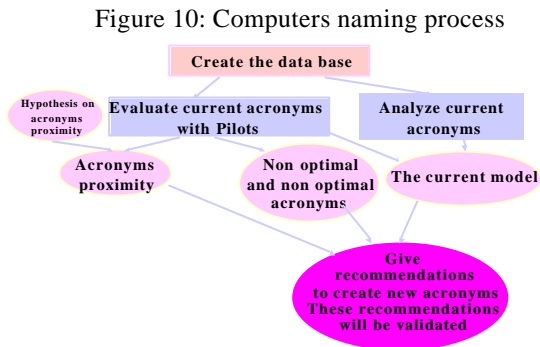 Figure 10: Computers naming process
Create the data base
Hypothesis on
acronyms
proximity
Evaluate current acronyms
with Pilots
Analyze current
acronyms
Acronyms
proximity
Non optimal
and non optimal
acronyms
The current model
Give
recommendations
to create new acronyms
These recommendations
will be validated